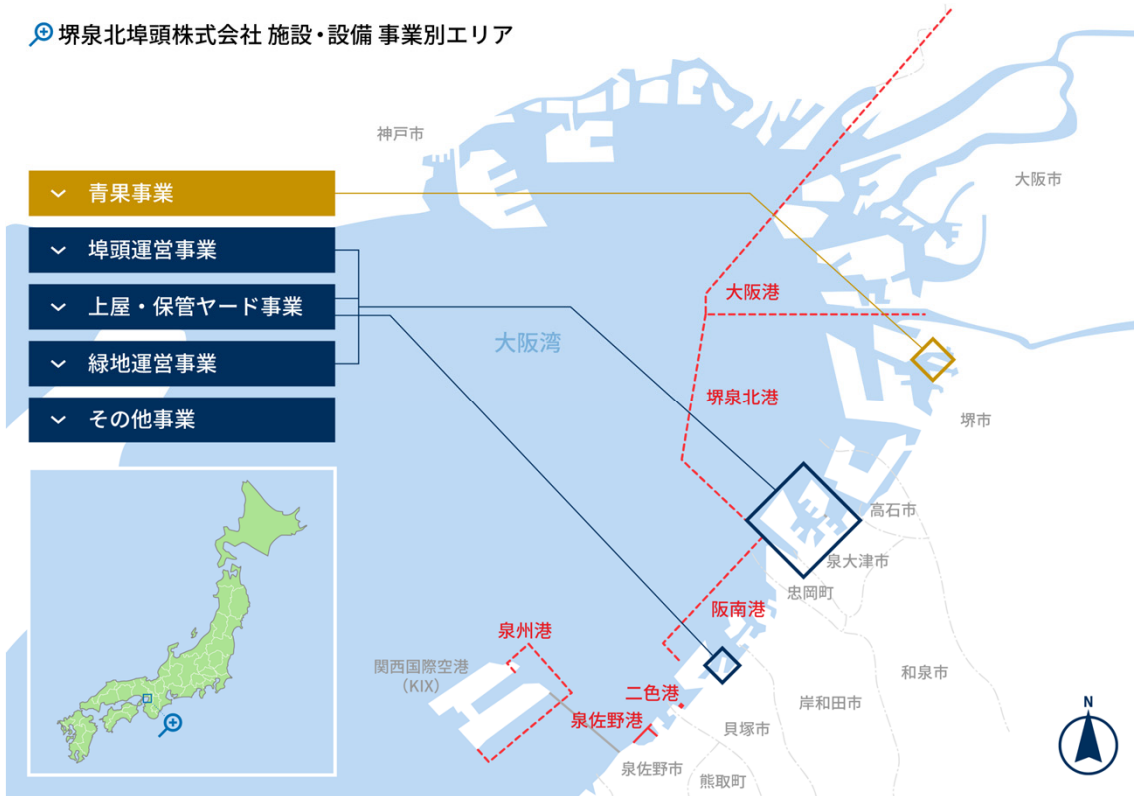 堺泉北埠頭株式会社 施設・設備 事業別エリア
神戸市
大阪市
青果事業
埠頭運営事業
上屋・保管ヤード事業
緑地運営事業
その他事業
大阪港
大阪湾
堺泉北港
堺市
高石市
泉大津市
忠岡町
阪南港
泉州港
関西国際空港
(KIX)
和泉市
二色港
岸和田市
泉佐野港
貝塚市
泉佐野市
熊取町
N